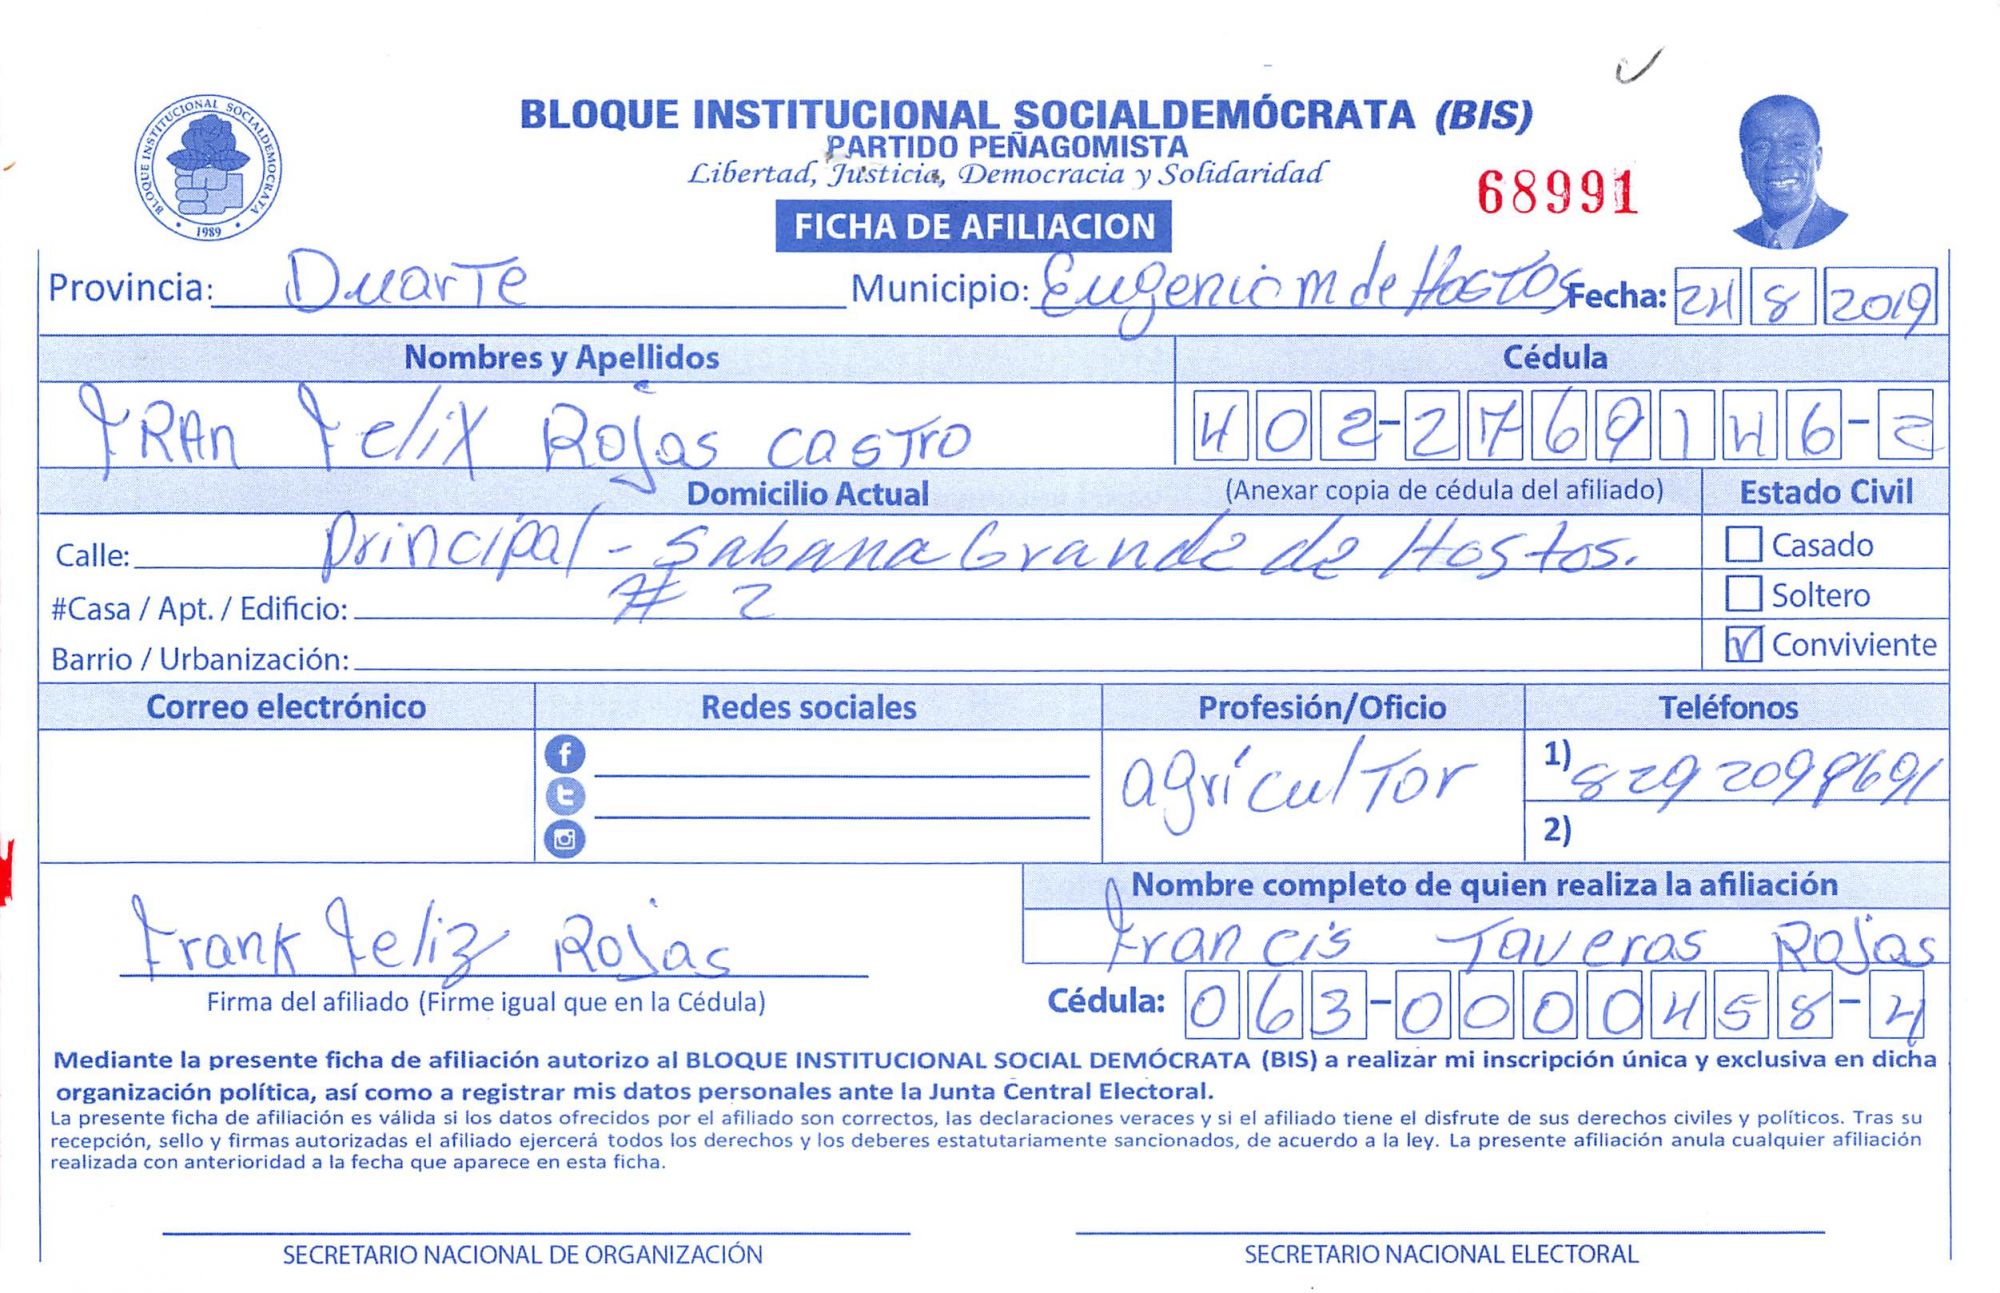 BLOQUE INSTITUCIONAL SOCIALDEMOCRATA
1989
BLOQUE INSTITUCIONAL SOCIALDEMÓCRATA (BIS)
PARTIDO PEÑAGOMISTA
Libertad, Justicia, Democracia y Solidaridad
68991
FICHA DE AFILIACION
Provincia: Duarte Municipio: Eugenio m de Hostos Fecha: 24 8 2019
Nombres y Apellidos Cédula
FRAn Felix Rojas Castro 402-2769146-2
Domicilio Actual (Anexar copia de cédula del afiliado) Estado Civil
Calle: principal - Sabana Grande de Hostos. Casado
#Casa / Apt. / Edificio: # 2 Soltero
Barrio / Urbanización: Conviviente
Correo electrónico Redes sociales Profesión/Oficio Teléfonos
agricultor 1) 829 209 9691
2)
Nombre completo de quien realiza la afiliación
Frank Feliz Rojas Francis Taveras Rojas
Firma del afiliado (Firme igual que en la Cédula) Cédula: 063-0000458-4
Mediante la presente ficha de afiliación autorizo al BLOQUE INSTITUCIONAL SOCIAL DEMÓCRATA (BIS) a realizar mi inscripción única y exclusiva en dicha
organización política, así como a registrar mis datos personales ante la Junta Central Electoral.
La presente ficha de afiliación es válida si los datos ofrecidos por el afiliado son correctos, las declaraciones veraces y si el afiliado tiene el disfrute de sus derechos civiles y políticos. Tras su
recepción, sello y firmas autorizadas el afiliado ejercerá todos los derechos y los deberes estatutariamente sancionados, de acuerdo a la ley. La presente afiliación anula cualquier afiliación
realizada con anterioridad a la fecha que aparece en esta ficha.
SECRETARIO NACIONAL DE ORGANIZACIÓN SECRETARIO NACIONAL ELECTORAL